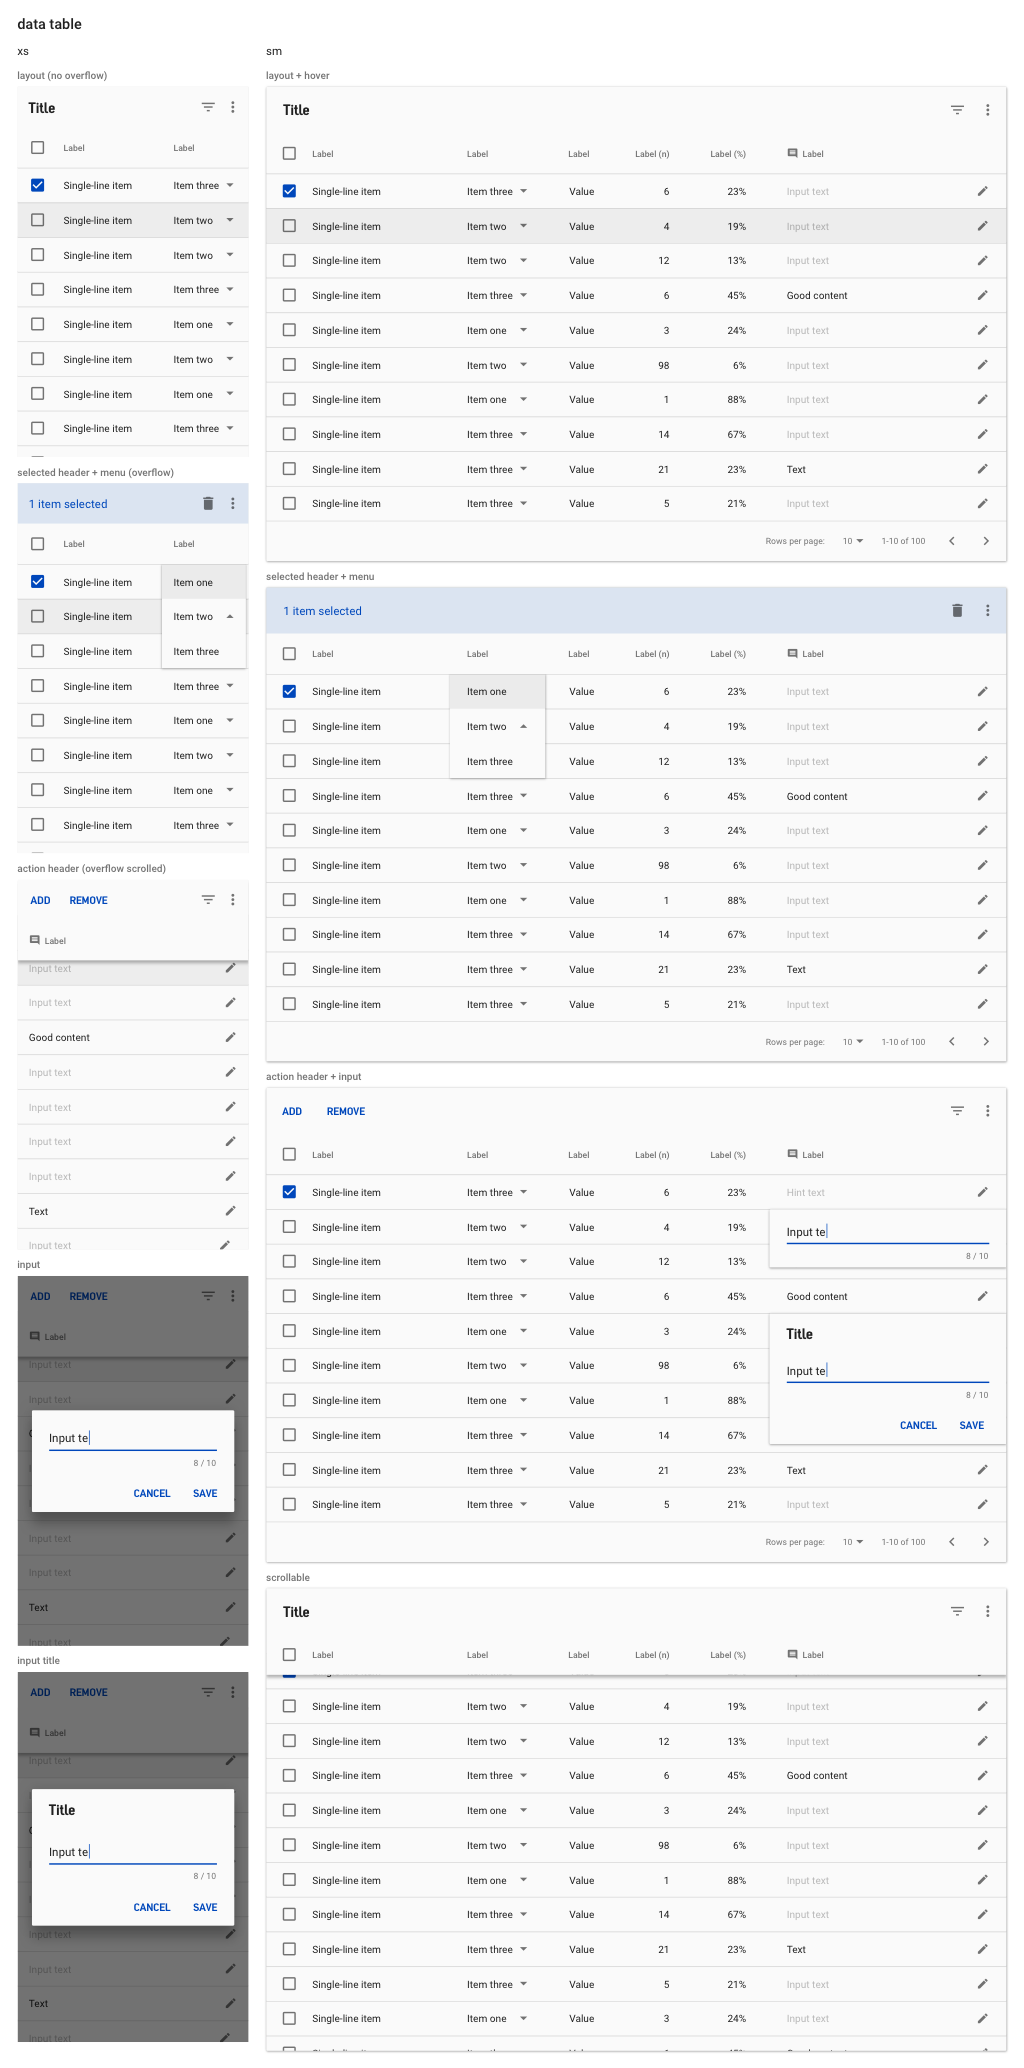 data table
xs
layout (no overflow)
Title
Label Label
Single-line item Item three
Single-line item Item two
Single-line item Item two
Single-line item Item three
Single-line item Item one
Single-line item Item two
Single-line item Item one
Single-line item Item three
selected header + menu (overflow)
1 item selected
Label Label
Single-line item Item one
Single-line item Item two
Single-line item Item three
Single-line item Item three
Single-line item Item one
Single-line item Item two
Single-line item Item one
Single-line item Item three
action header (overflow scrolled)
ADD REMOVE
Label
Input text
Input text
Good content
Input text
Input text
Input text
Input text
Text
Input text
input
ADD REMOVE
Label
Input text
Input text
Input te
8 / 10
CANCEL SAVE
Input text
Input text
Text
Input text
input title
ADD REMOVE
Label
Input text
Title
Input te
8 / 10
CANCEL SAVE
Input text
Input text
Text
Input text
sm
layout + hover
Title
Label Label Label Label (n) Label (%) Label
Single-line item Item three Value 6 23% Input text
Single-line item Item two Value 4 19% Input text
Single-line item Item two Value 12 13% Input text
Single-line item Item three Value 6 45% Good content
Single-line item Item one Value 3 24% Input text
Single-line item Item two Value 98 6% Input text
Single-line item Item one Value 1 88% Input text
Single-line item Item three Value 14 67% Input text
Single-line item Item three Value 21 23% Text
Single-line item Item three Value 5 21% Input text
Rows per page: 10 1-10 of 100
selected header + menu
1 item selected
Label Label Label Label (n) Label (%) Label
Single-line item Item one Value 6 23% Input text
Single-line item Item two Value 4 19% Input text
Single-line item Item three Value 12 13% Input text
Single-line item Item three Value 6 45% Good content
Single-line item Item one Value 3 24% Input text
Single-line item Item two Value 98 6% Input text
Single-line item Item one Value 1 88% Input text
Single-line item Item three Value 14 67% Input text
Single-line item Item three Value 21 23% Text
Single-line item Item three Value 5 21% Input text
Rows per page: 10 1-10 of 100
action header + input
ADD REMOVE
Label Label Label Label (n) Label (%) Label
Single-line item Item three Value 6 23% Hint text
Single-line item Item two Value 4 19% Input te
8 / 10
Single-line item Item two Value 12 13%
Single-line item Item three Value 6 45% Good content
Single-line item Item one Value 3 24% Title
Single-line item Item two Value 98 6% Input te
8 / 10
Single-line item Item one Value 1 88%
Single-line item Item three Value 14 67% CANCEL SAVE
Single-line item Item three Value 21 23% Text
Single-line item Item three Value 5 21% Input text
Rows per page: 10 1-10 of 100
scrollable
Title
Label Label Label Label (n) Label (%) Label
Single-line item Item two Value 4 19% Input text
Single-line item Item two Value 12 13% Input text
Single-line item Item three Value 6 45% Good content
Single-line item Item one Value 3 24% Input text
Single-line item Item two Value 98 6% Input text
Single-line item Item one Value 1 88% Input text
Single-line item Item three Value 14 67% Input text
Single-line item Item three Value 21 23% Text
Single-line item Item three Value 5 21% Input text
Single-line item Item one Value 3 24% Input text